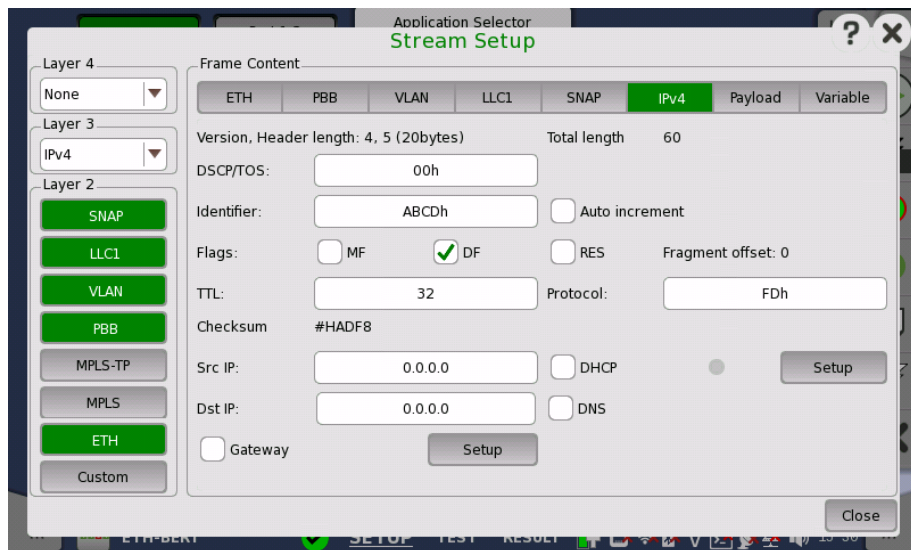 Application Selector
Stream Setup
?
Layer 4
None
Layer 3
IPv4
Layer 2
SNAP
LLC1
VLAN
PBB
MPLS-TP
MPLS
ETH
Custom
Frame Content
ETH PBB VLAN LLC1 SNAP IPv4 Payload Variable
Version, Header length: 4, 5 (20bytes) Total length 60
DSCP/TOS: 00h
Identifier: ABCDh Auto increment
Flags: MF DF RES Fragment offset: 0
TTL: 32 Protocol: FDh
Checksum #HADF8
Src IP: 0.0.0.0 DHCP Setup
Dst IP: 0.0.0.0 DNS
Gateway Setup
Close
ETH-BERT SETUP TEST RESULT